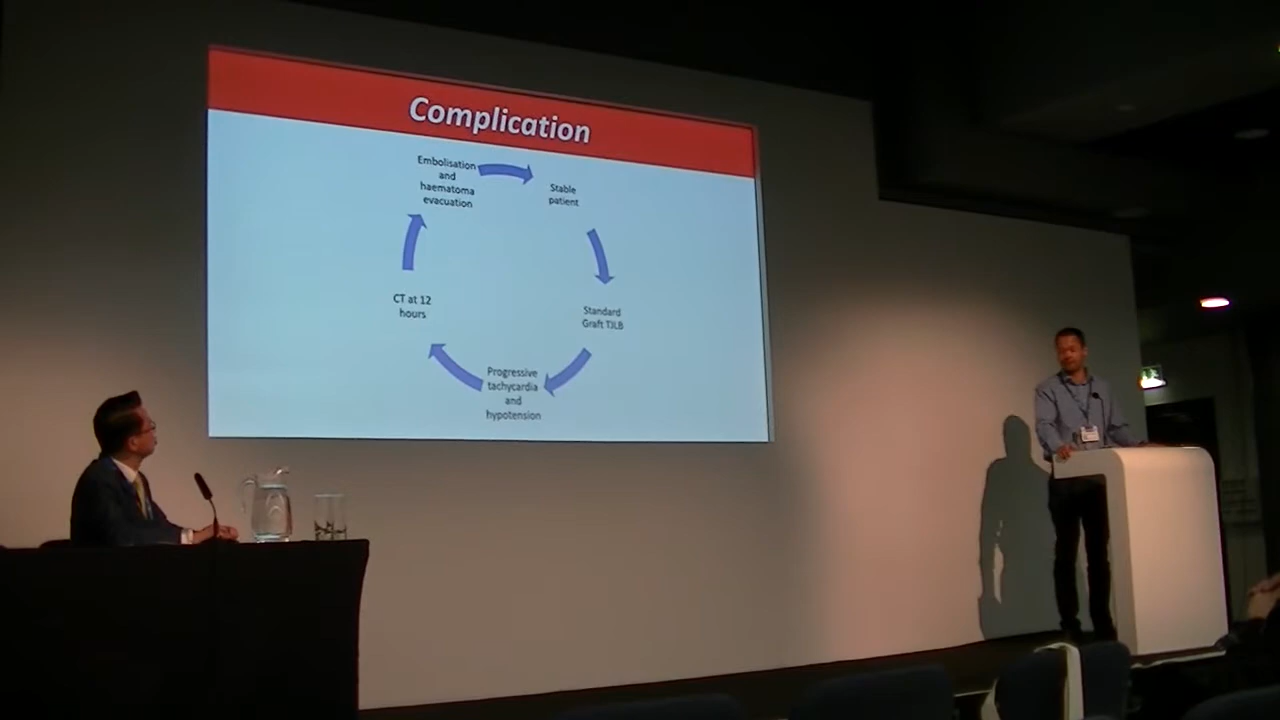 Complication
Embolisation
and
haematoma
evacuation
Stable
patient
Standard
Graft TJLB
Progressive
tachycardia
and
hypotension
CT at 12
hours